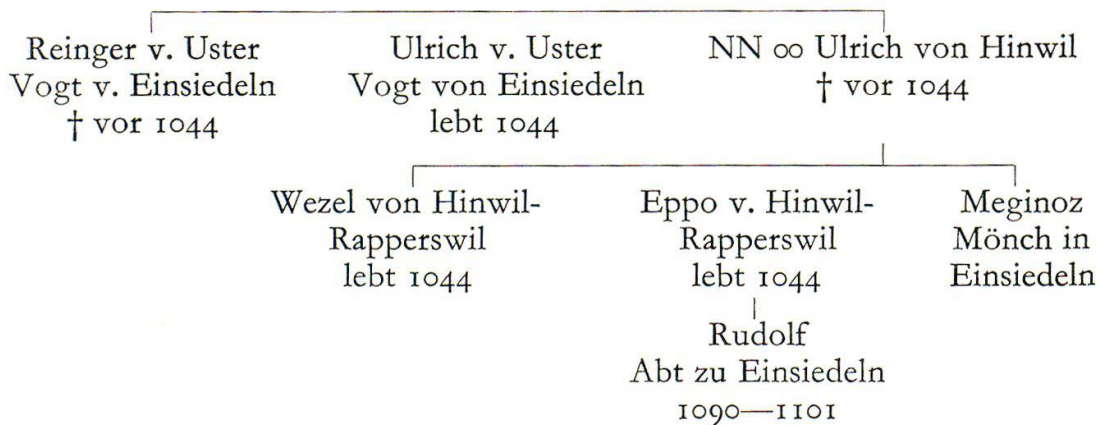 Reinger v. Uster Ulrich v. Uster NN ∞ Ulrich von Hinwil
Vogt v. Einsiedeln Vogt von Einsiedeln † vor 1044
† vor 1044 lebt 1044
Wezel von Hinwil- Eppo v. Hinwil- Meginoz
Rapperswil Rapperswil Mönch in
lebt 1044 lebt 1044 Einsiedeln
Rudolf
Abt zu Einsiedeln
1090—1101